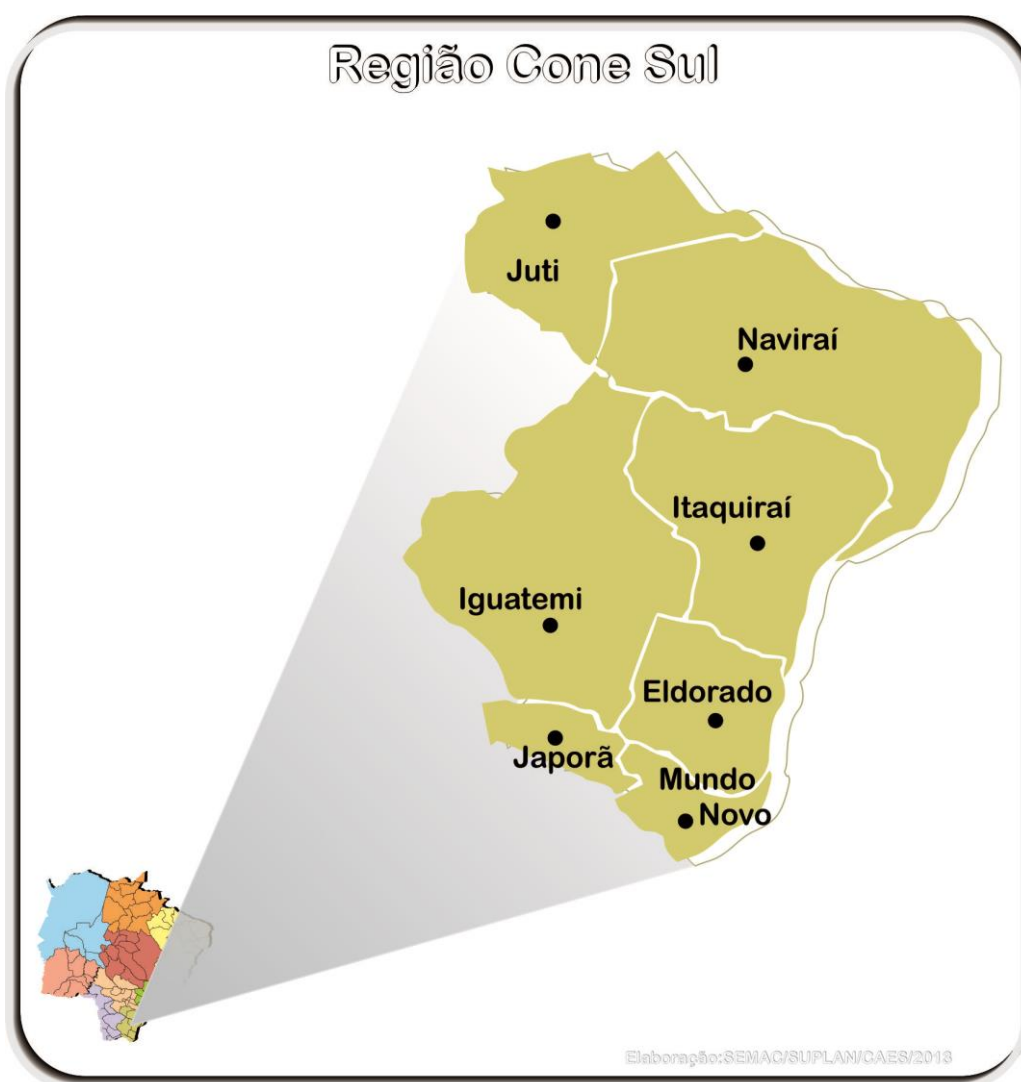 Região Cone Sul
Juti
Naviraí
Itaquiraí
Iguatemi
Eldorado
Japorã
Mundo
Novo
Elaboração:SEMAC/SUPLAN/CAES/2013